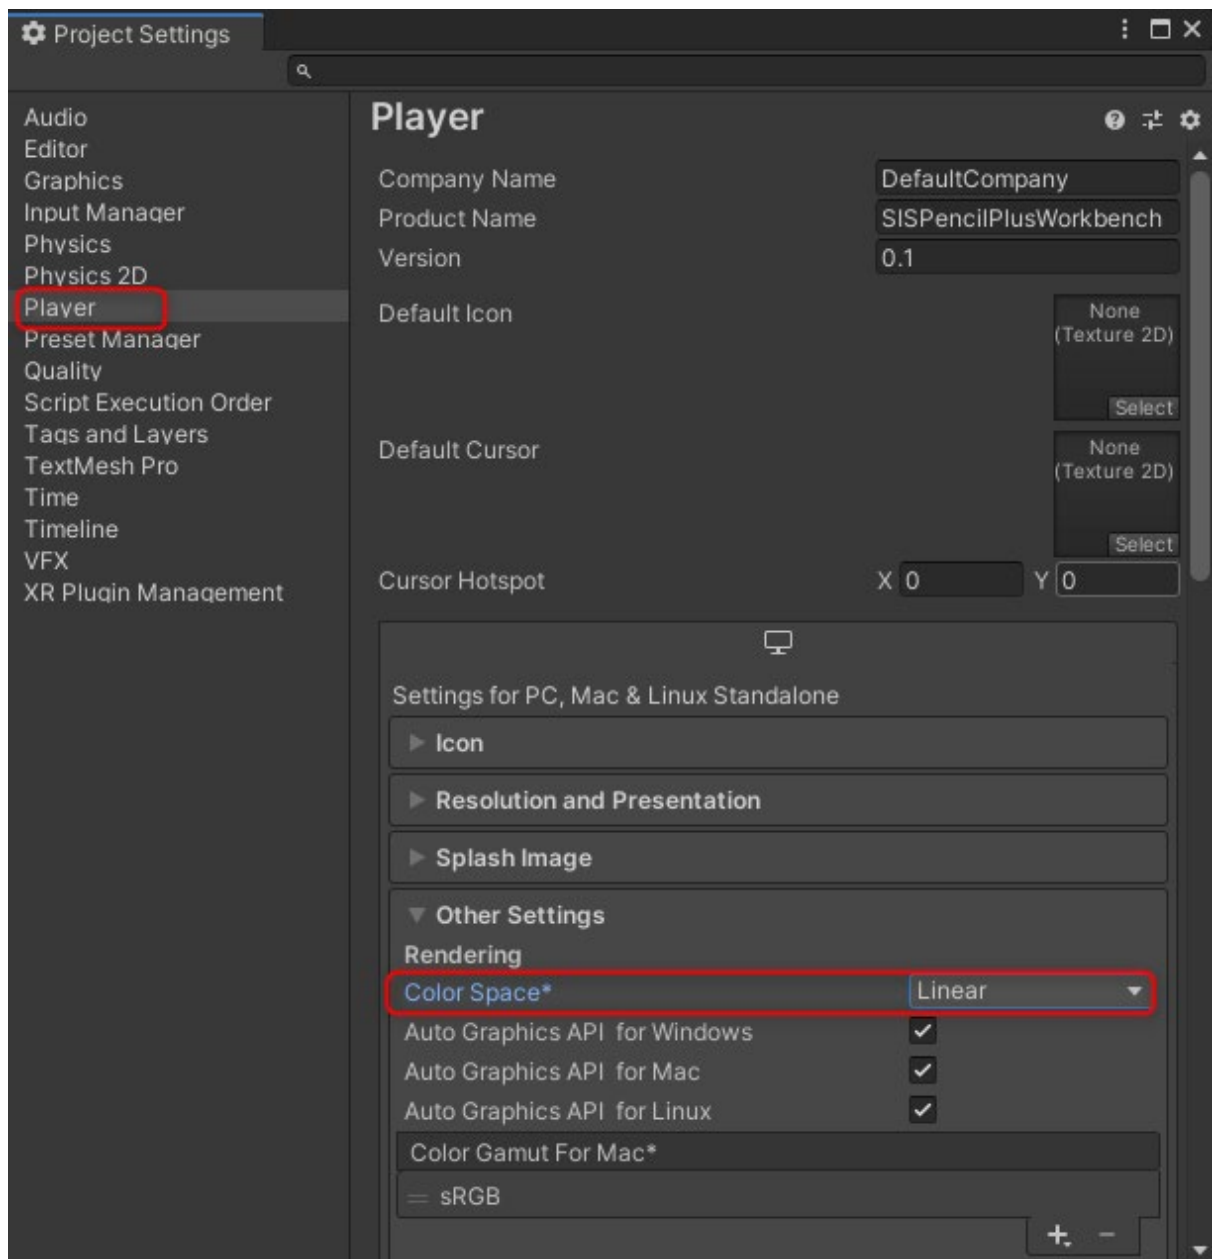 Project Settings
Audio
Editor
Graphics
Input Manager
Physics
Physics 2D
Player
Preset Manager
Quality
Script Execution Order
Tags and Layers
TextMesh Pro
Time
Timeline
VFX
XR Plugin Management
Player
Company Name DefaultCompany
Product Name SISPencilPlusWorkbench
Version 0.1
Default Icon
None
(Texture 2D)
Select
Default Cursor
None
(Texture 2D)
Select
Cursor Hotspot X 0 Y 0
Settings for PC, Mac & Linux Standalone
Icon
Resolution and Presentation
Splash Image
Other Settings
Rendering
Color Space* Linear
Auto Graphics API for Windows
Auto Graphics API for Mac
Auto Graphics API for Linux
Color Gamut For Mac*
sRGB